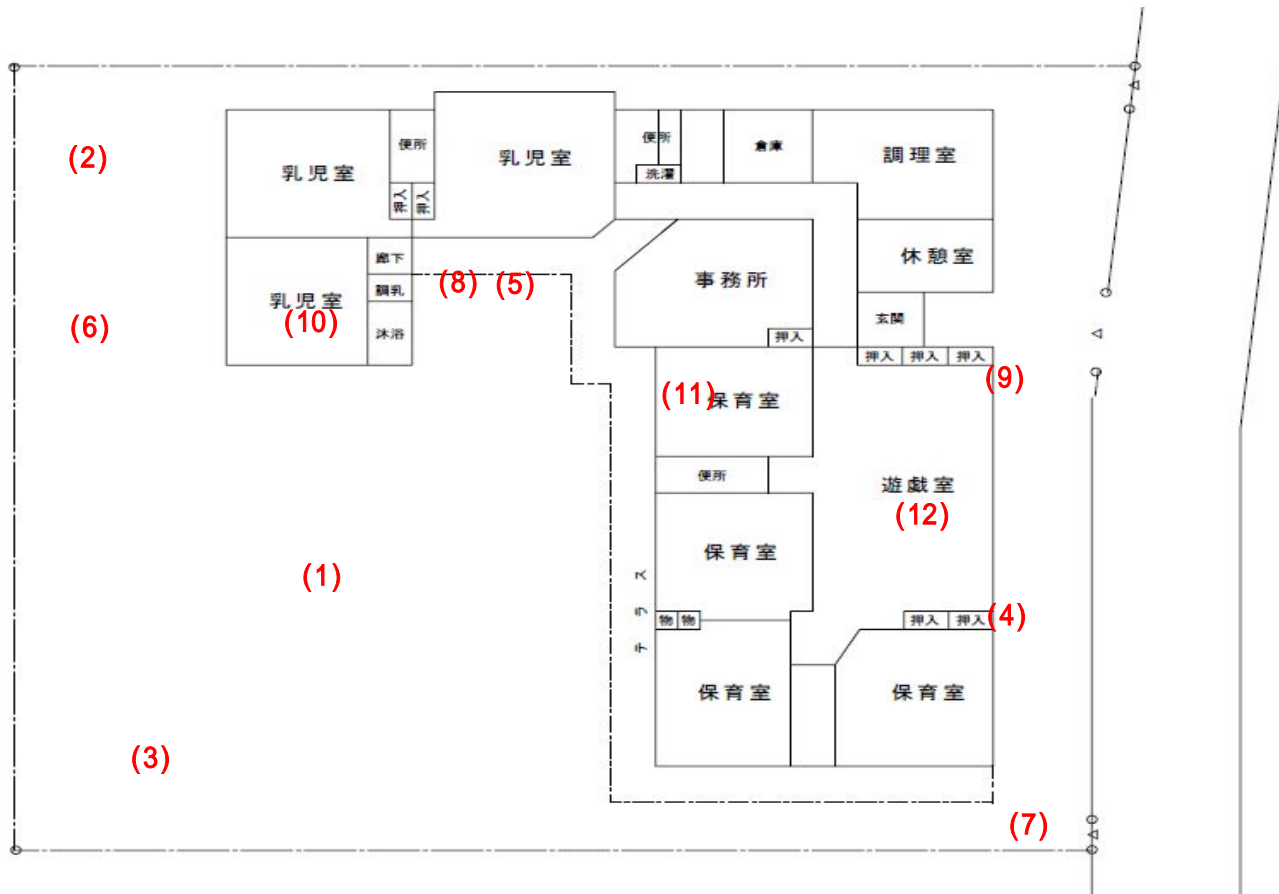 (2)
乳児室
便所
押入
押入
乳児室
便所
洗濯
倉庫
調理室
乳児室
(10)
廊下
調乳
沐浴
(8)
(5)
事務所
押入
休憩室
玄関
押入
押入
押入
(6)
(9)
(11)
保育室
便所
遊戯室
(12)
保育室
(1)
テラス
物
物
押入
押入
(4)
保育室
保育室
(3)
(7)